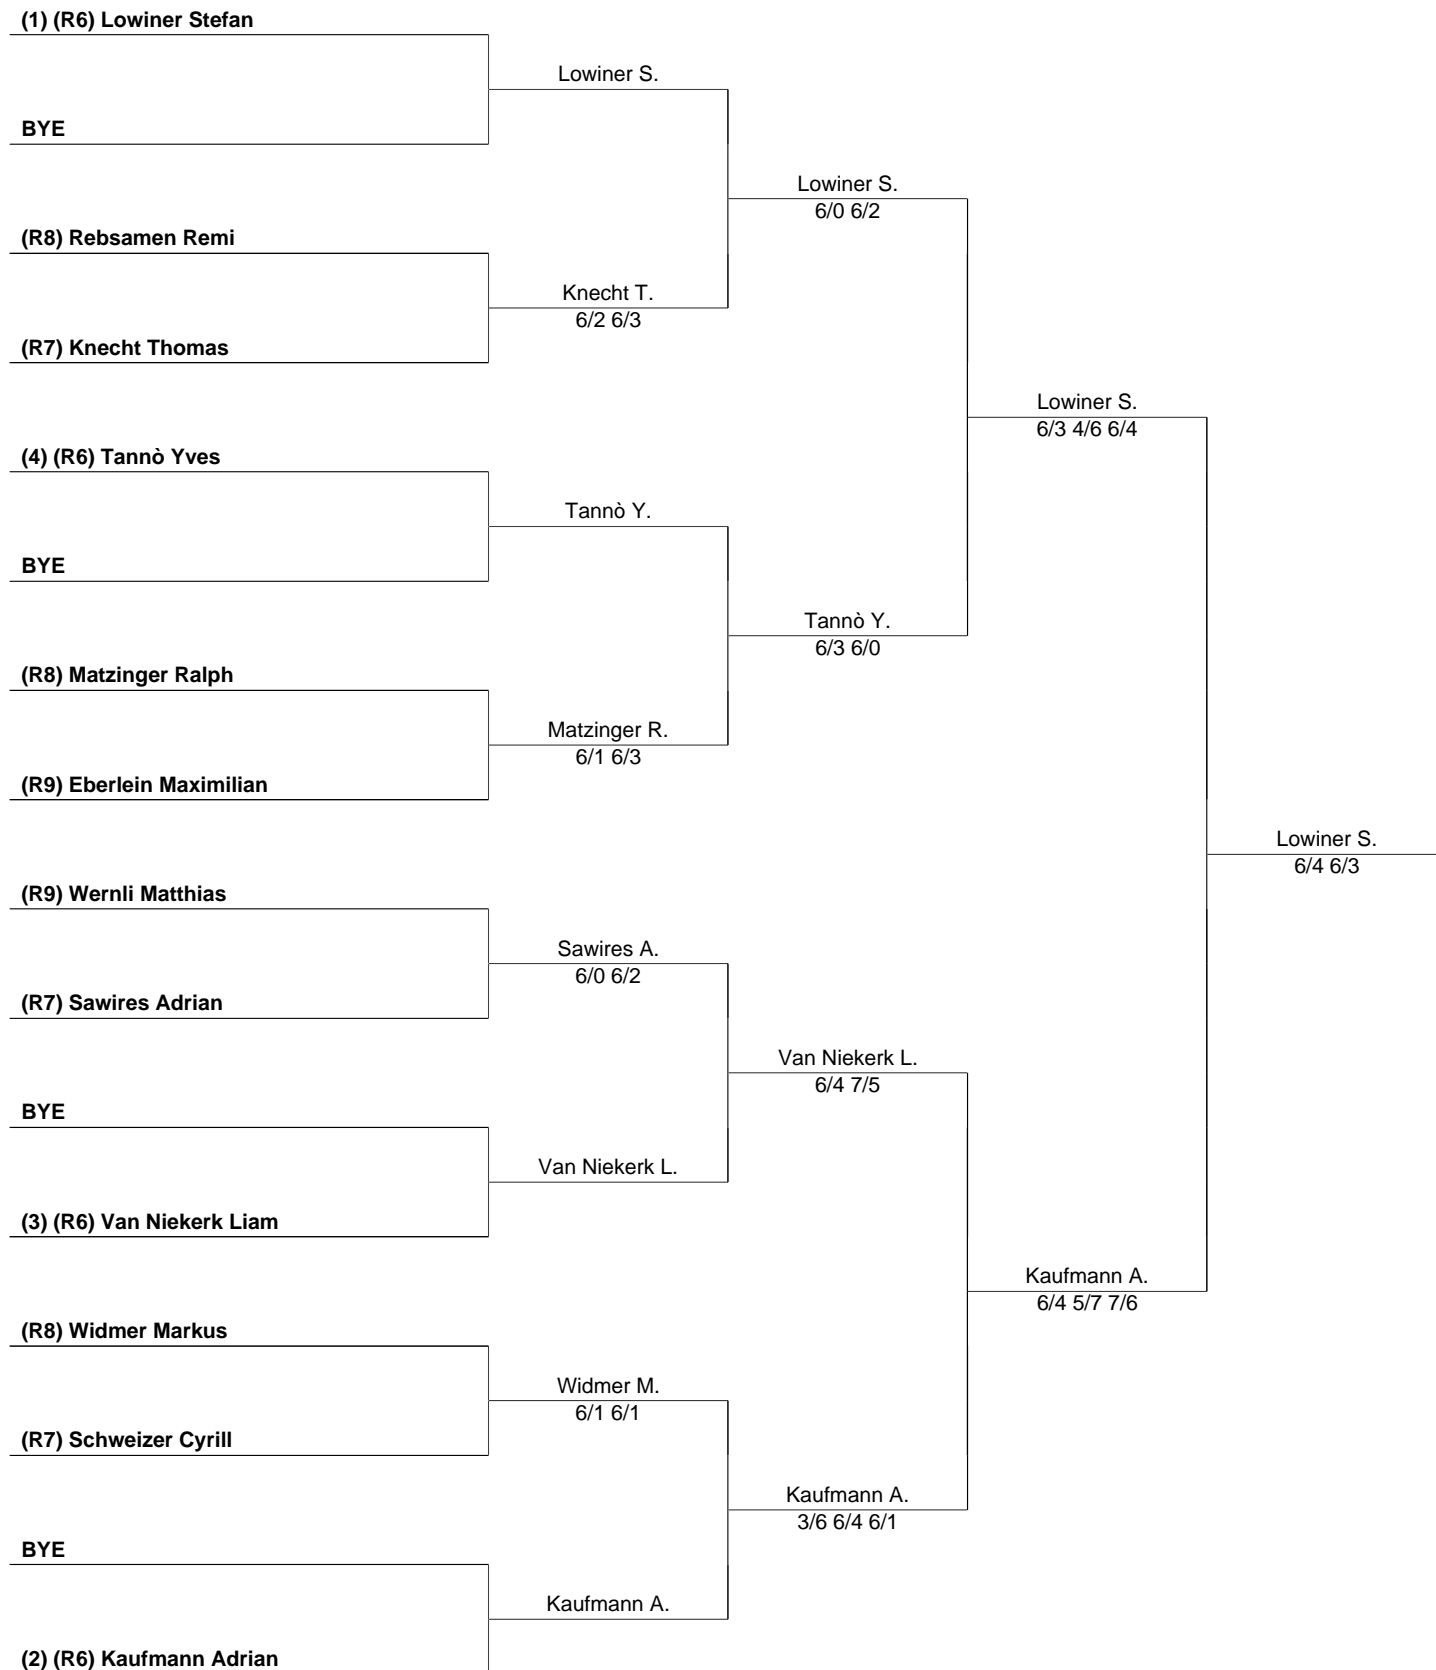 (1) (R6) Lowiner Stefan
Lowiner S.
BYE
Lowiner S.
6/0 6/2
(R8) Rebsamen Remi
Knecht T.
6/2 6/3
(R7) Knecht Thomas
Lowiner S.
6/3 4/6 6/4
(4) (R6) Tannò Yves
Tannò Y.
BYE
Tannò Y.
6/3 6/0
(R8) Matzinger Ralph
Matzinger R.
6/1 6/3
(R9) Eberlein Maximilian
Lowiner S.
6/4 6/3
(R9) Wernli Matthias
Sawires A.
6/0 6/2
(R7) Sawires Adrian
Van Niekerk L.
6/4 7/5
BYE
Van Niekerk L.
(3) (R6) Van Niekerk Liam
Kaufmann A.
6/4 5/7 7/6
(R8) Widmer Markus
Widmer M.
6/1 6/1
(R7) Schweizer Cyrill
Kaufmann A.
3/6 6/4 6/1
BYE
Kaufmann A.
(2) (R6) Kaufmann Adrian